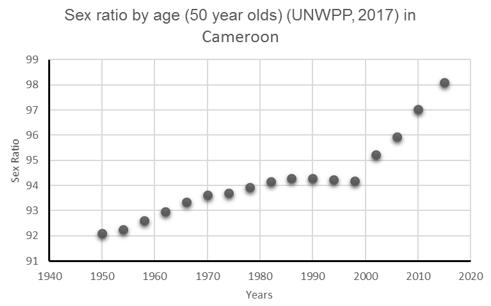 Sex ratio by age (50 year olds) (UNWPP, 2017) in
Cameroon
99
98
97
96
95
94
93
92
91
Sex Ratio
1940 1950 1960 1970 1980 1990 2000 2010 2020
Years